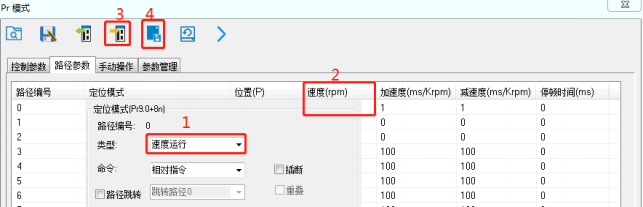 Pr 模式
3
4
控制参数 路径参数 手动操作 参数管理
2
路径编号 定位模式 位置(P) 速度(rpm) 加速度(ms/Krpm) 减速度(ms/Krpm) 停顿时间(ms)
0 定位模式(Pr9.0+8n) 1 1 0
1 路径编号: 0 1 0 0 0
2 类型: 速度运行 0 0 0
3 100 100 0
4 命令: 相对指令 插断 100 100 0
5 路径跳转 跳转路径0 重叠 100 100 0
6 100 100 0